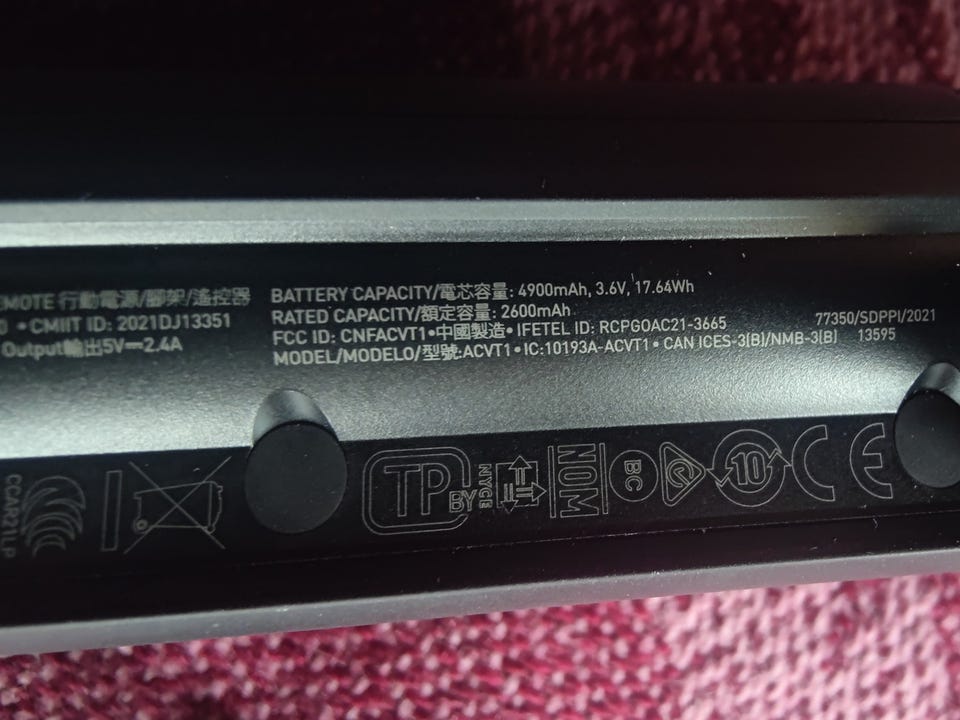 EMOTE 行動電源/腳架/遙控器
0 • CMIIT ID: 2021DJ13351
Output輸出5V⎓2.4A
BATTERY CAPACITY/電芯容量: 4900mAh, 3.6V, 17.64Wh
RATED CAPACITY/額定容量: 2600mAh
FCC ID: CNFACVT1 • 中國製造 • IFETEL ID: RCPGOAC21-3665
MODEL/MODELO/型號:ACVT1 • IC:10193A-ACVT1 • CAN ICES-3(B)/NMB-3(B)
77350/SDPPI/2021
13595
TP
BY
NYCE
NOM
BC
10
CE